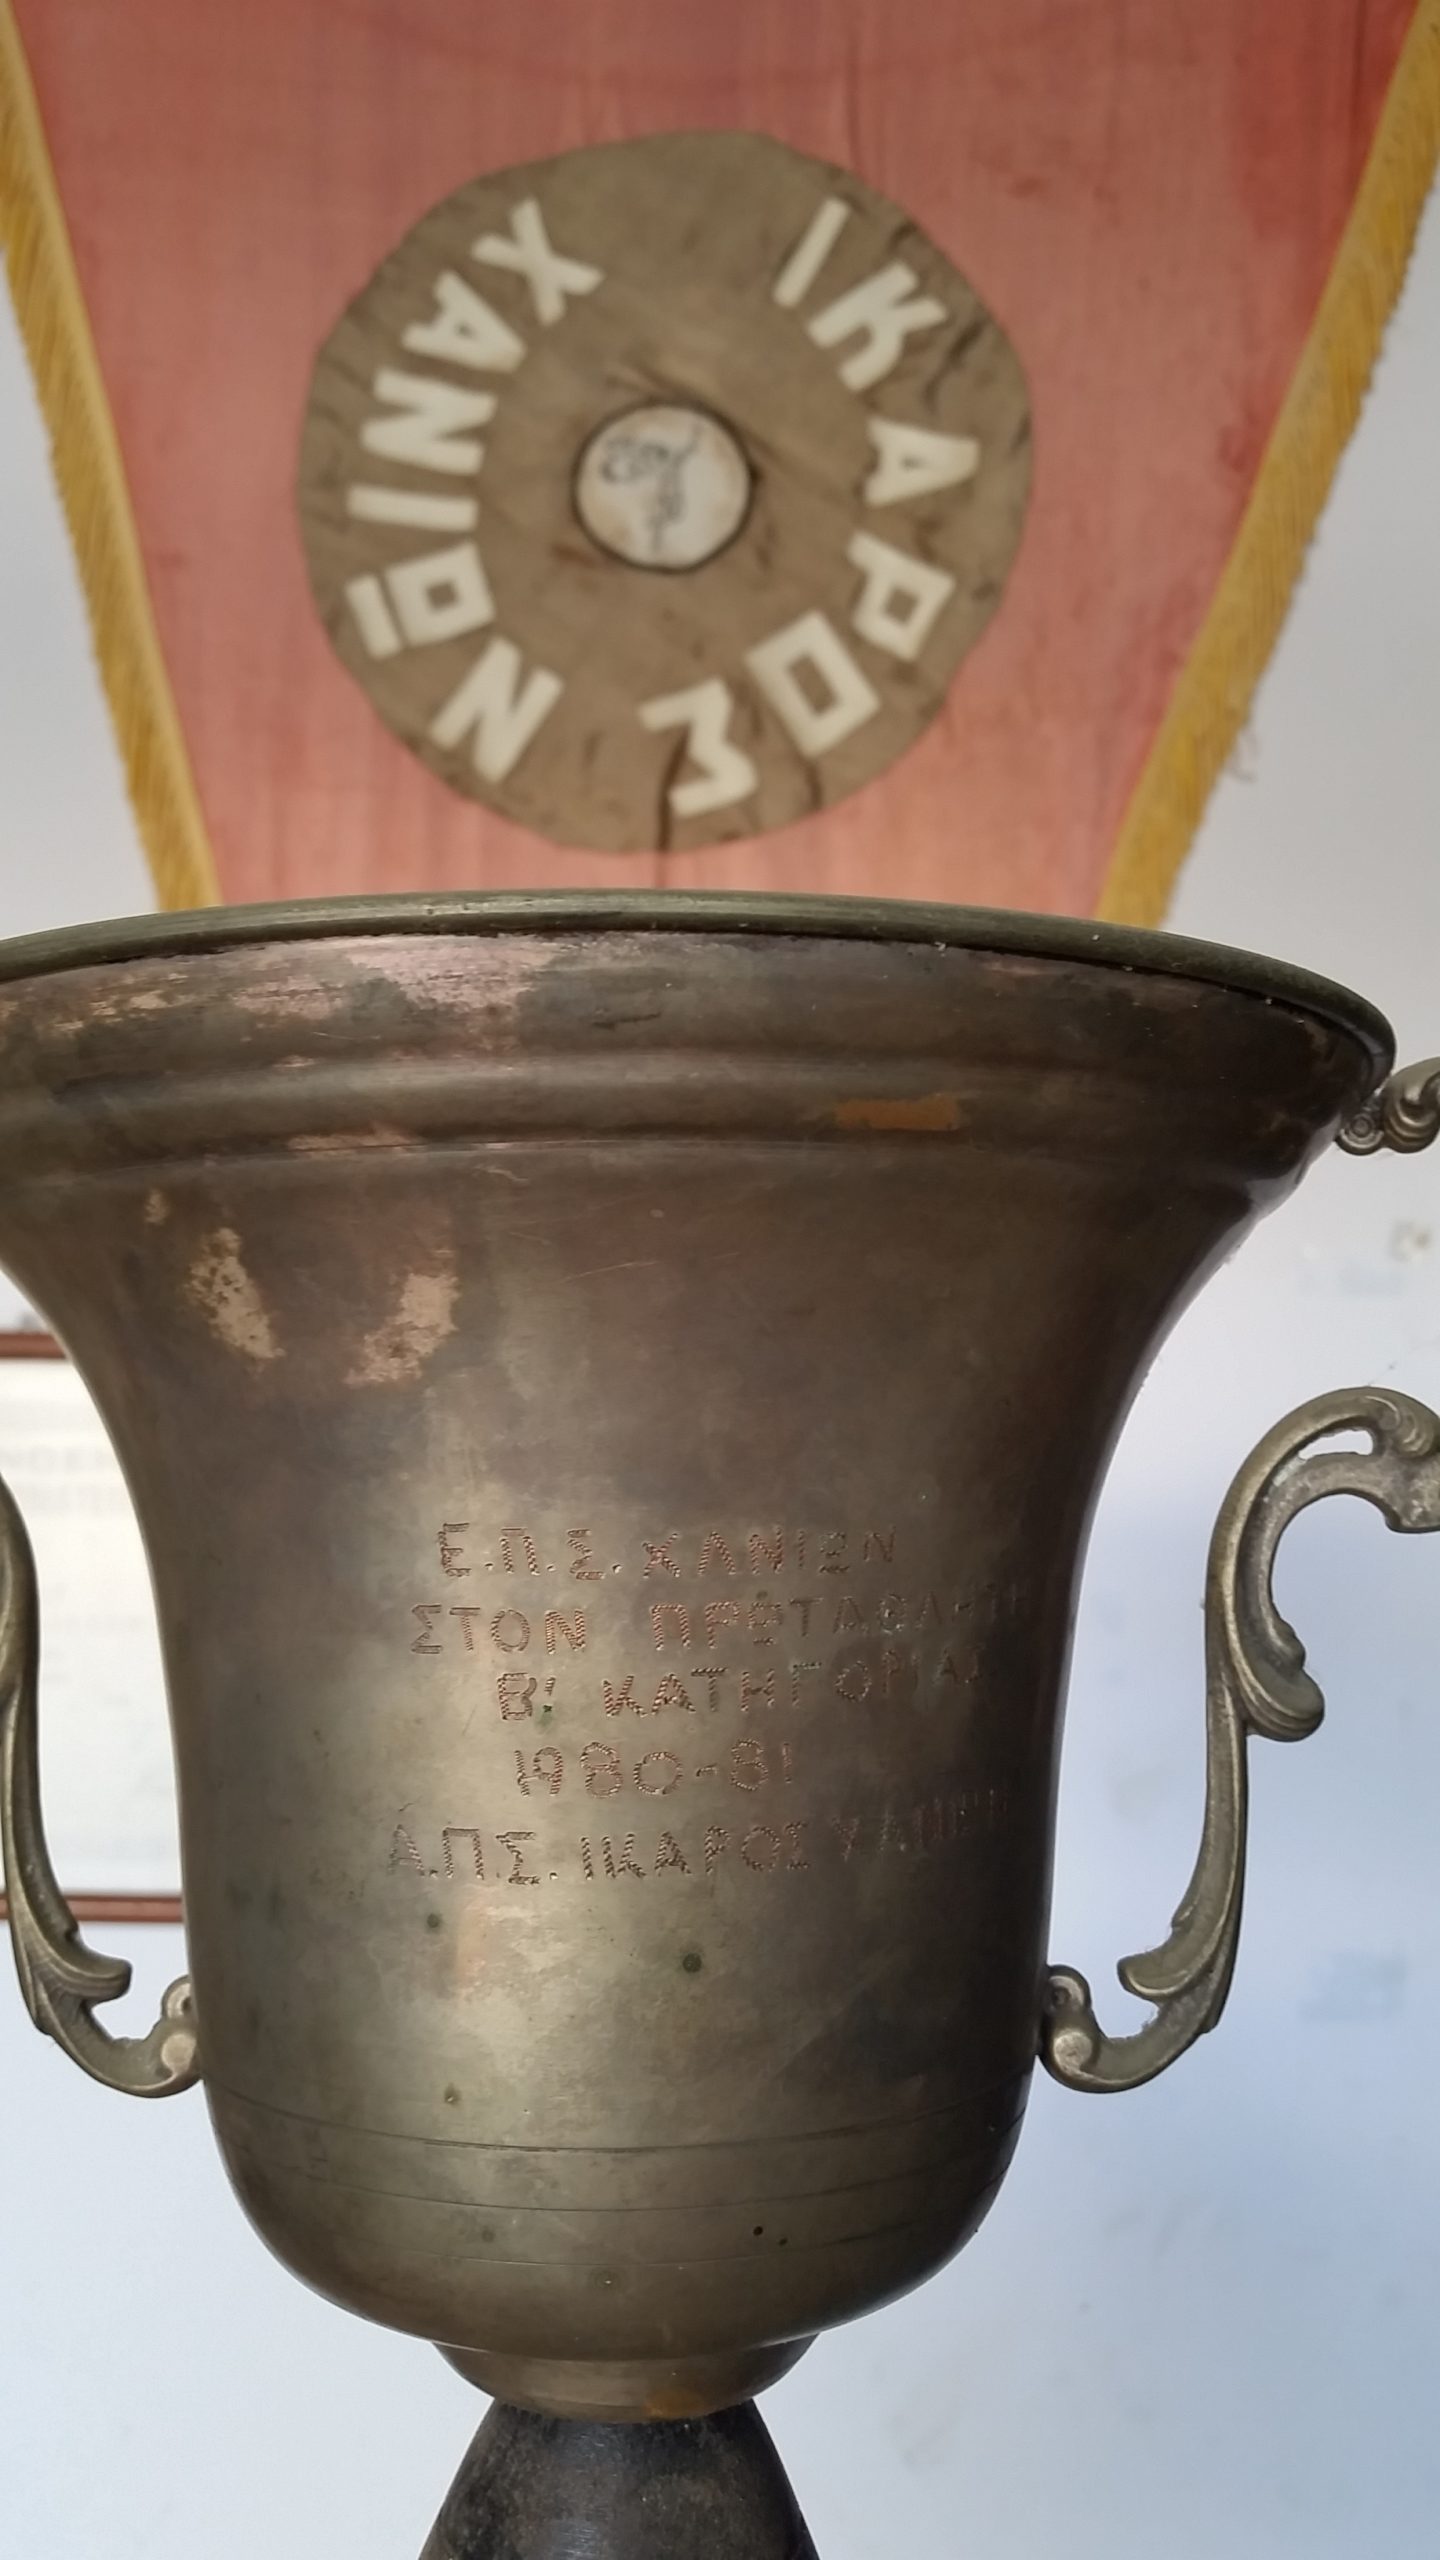 ΙΚΑΡΟΣ
ΧΑΝΙΩΝ
Ε.Π.Σ. ΧΑΝΙΩΝ
ΣΤΟΝ ΠΡΩΤΑΘΛΗΤΗ
Β' ΚΑΤΗΓΟΡΙΑΣ
1980-81
Α.Π.Σ. ΙΚΑΡΟΣ ΧΑΝΙΩΝ